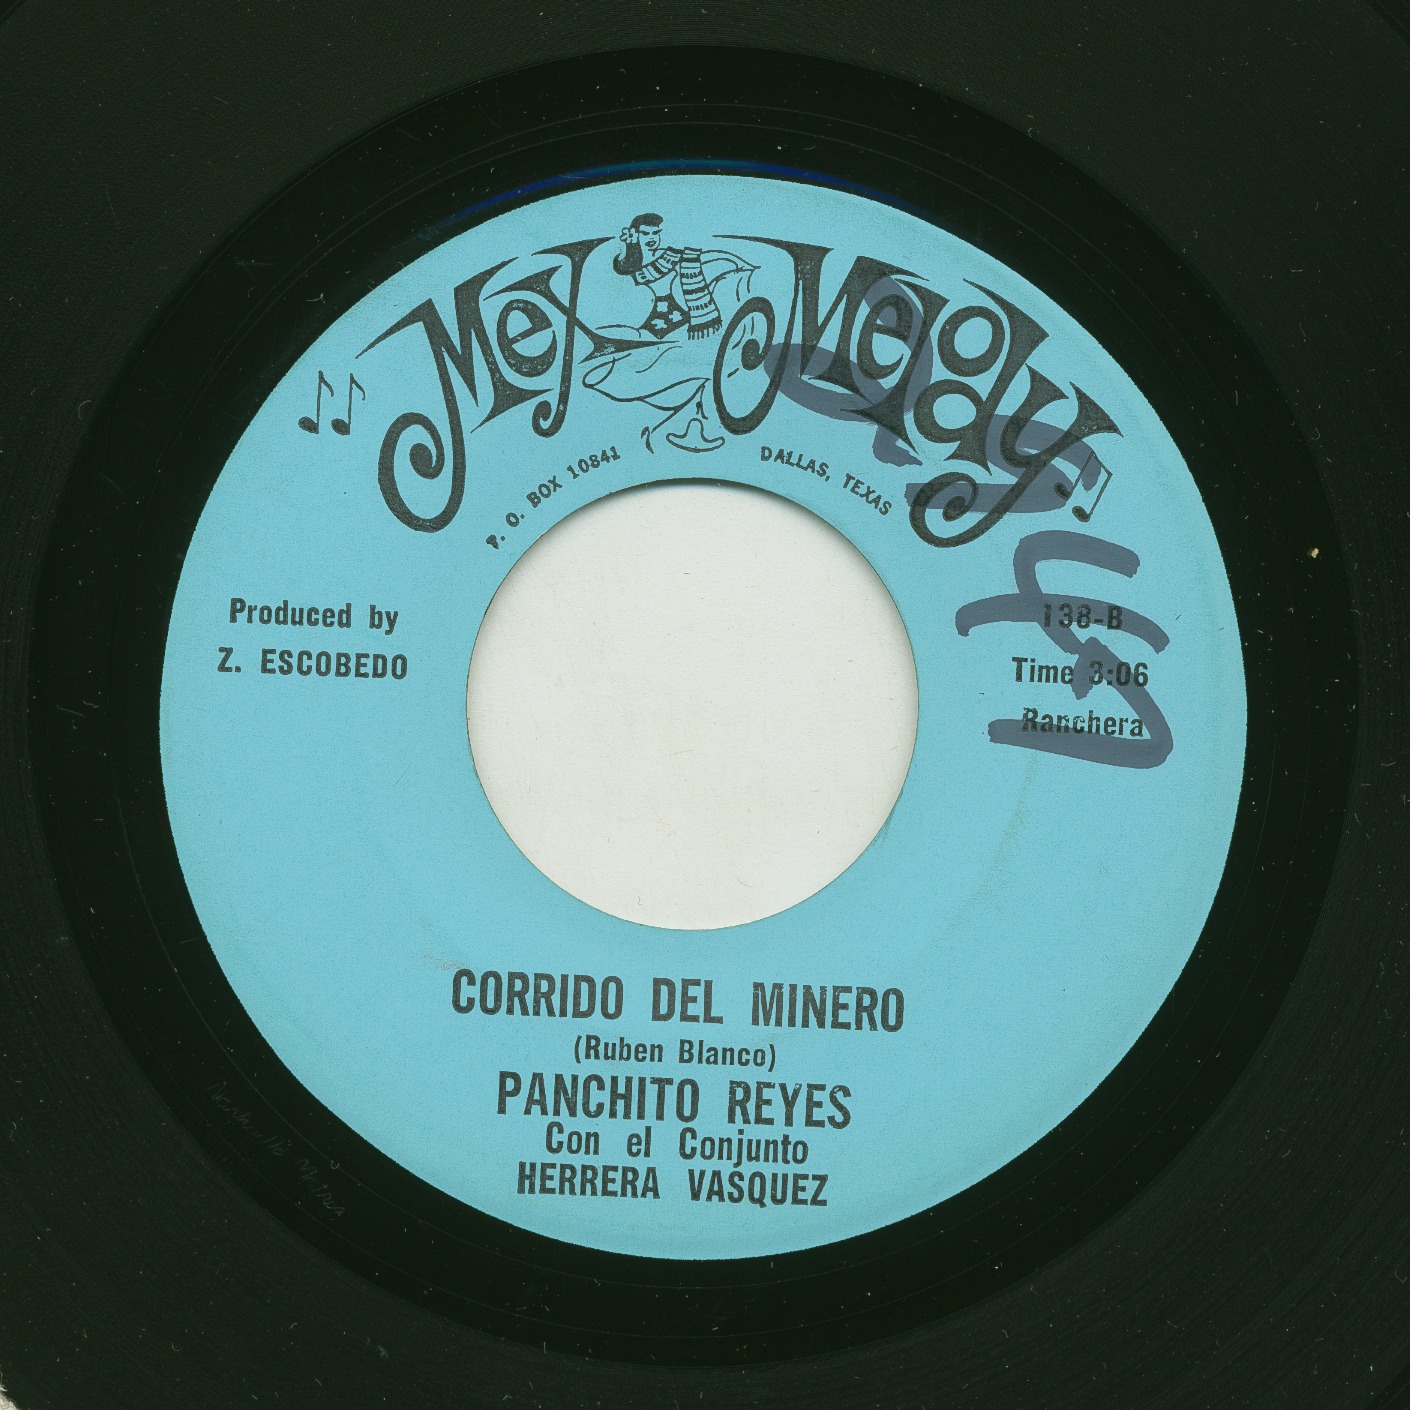 Mex Melody
P. O. BOX 10841 DALLAS, TEXAS
Produced by
Z. ESCOBEDO
138-B
Time 3:06
Ranchera
CORRIDO DEL MINERO
(Ruben Blanco)
PANCHITO REYES
Con el Conjunto
HERRERA VASQUEZ